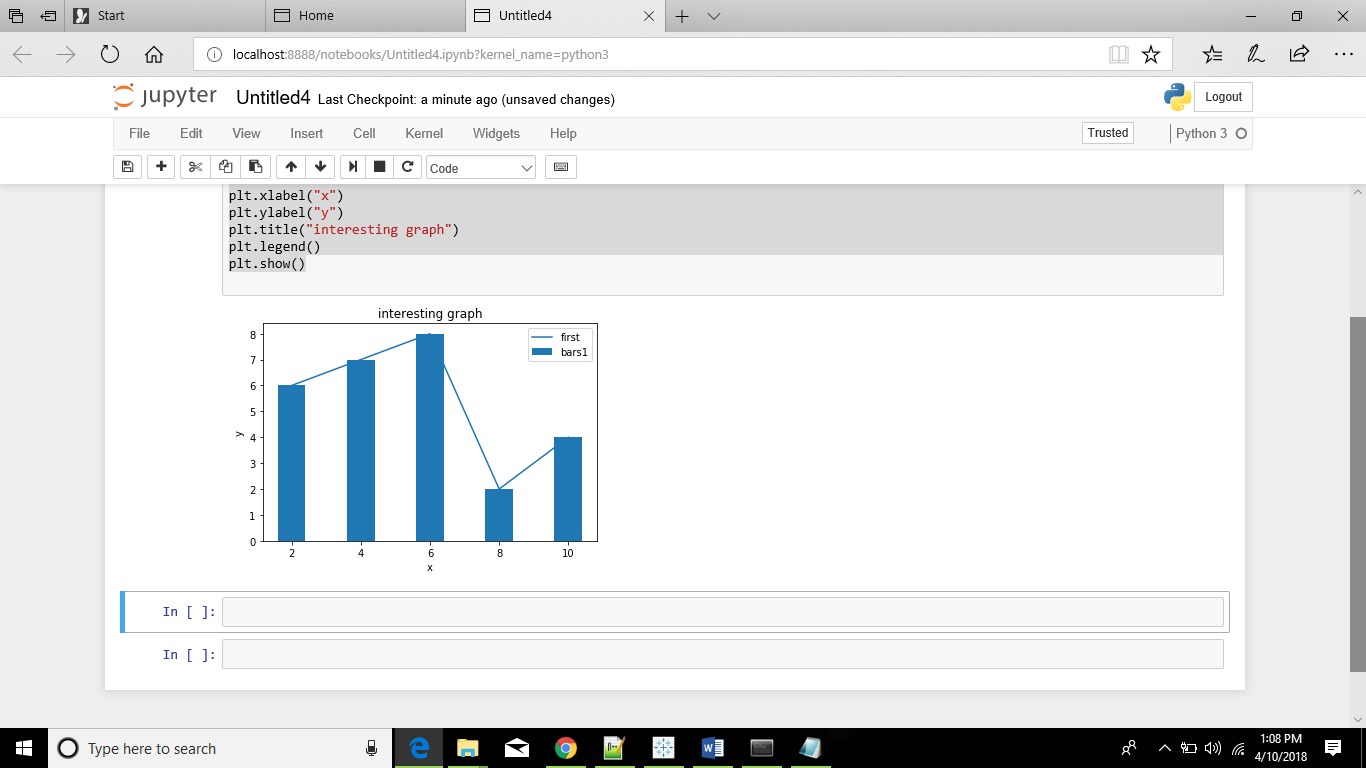 Start
Home
Untitled4
localhost:8888/notebooks/Untitled4.ipynb?kernel_name=python3
jupyter Untitled4 Last Checkpoint: a minute ago (unsaved changes)
Logout
File Edit View Insert Cell Kernel Widgets Help
Trusted
Python 3
Code
plt.xlabel("x")
plt.ylabel("y")
plt.title("interesting graph")
plt.legend()
plt.show()
interesting graph
first
bars1
8
7
6
5
4
3
2
1
0
y
2 4 6 8 10
x
In [ ]:
In [ ]:
Type here to search
1:08 PM
4/10/2018